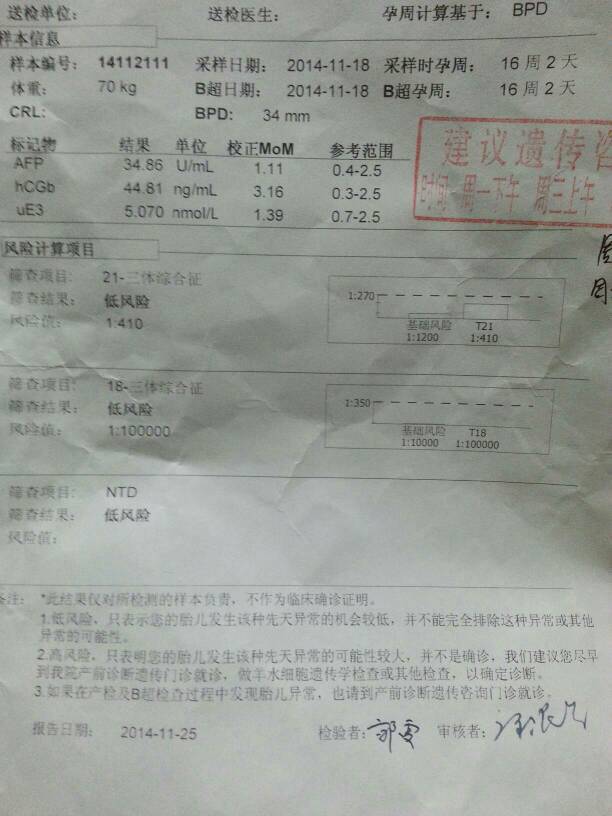 送检单位: 送检医生: 孕周计算基于: BPD
样本信息
样本编号: 14112111 采样日期: 2014-11-18 采样时孕周: 16 周 2 天
体重: 70 kg B超日期: 2014-11-18 B超孕周: 16 周 2 天
CRL: BPD: 34 mm
标记物 结果 单位 校正MoM 参考范围
AFP 34.86 U/mL 1.11 0.4-2.5
hCGb 44.81 ng/mL 3.16 0.3-2.5
uE3 5.070 nmol/L 1.39 0.7-2.5
建议遗传咨
时间 周一下午 周三上午
风险计算项目
筛查项目: 21-三体综合征
筛查结果: 低风险
风险值: 1:410
1:270
基础风险 T21
1:1200 1:410
筛查项目: 18-三体综合征
筛查结果: 低风险
风险值: 1:100000
1:350
基础风险 T18
1:10000 1:100000
筛查项目: NTD
筛查结果: 低风险
风险值:
备注: *此结果仅对所检测的样本负责，不作为临床确诊证明。
1.低风险，只表示您的胎儿发生该种先天异常的机会较低，并不能完全排除这种异常或其他
异常的可能性。
2.高风险，只表明您的胎儿发生该种先天异常的可能性较大，并不是确诊，我们建议您尽早
到我院产前诊断遗传门诊就诊，做羊水细胞遗传学检查或其他检查，以确定诊断。
3.如果在产检及B超检查过程中发现胎儿异常，也请到产前诊断遗传咨询门诊就诊。
报告日期: 2014-11-25 检验者: 郭雯 审核者: